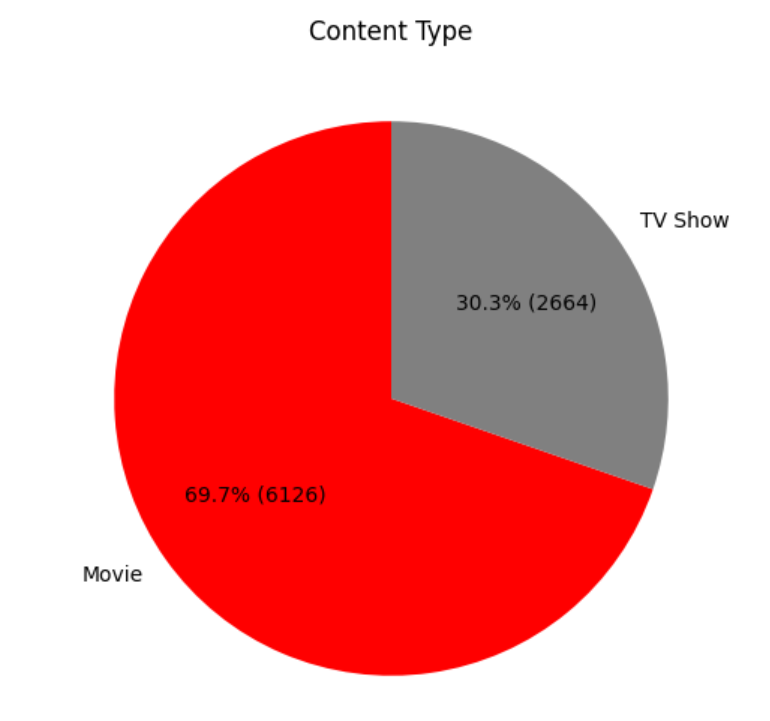 Content Type
TV Show
30.3% (2664)
69.7% (6126)
Movie